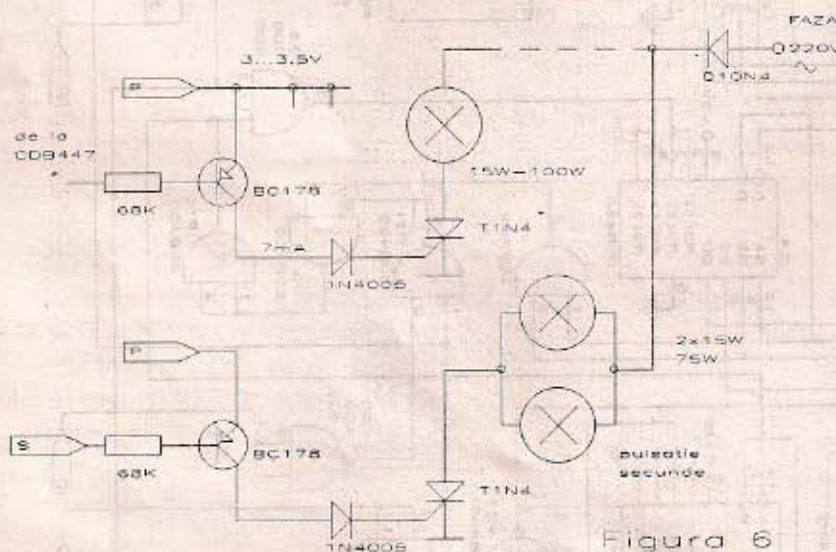 FAZA
220V
~
D10N4
3...3.5V
P
de la
CDB447
68K
BC178
15W-100W
T1N4
7mA
1N4005
P
2x15W
75W
S
68K
BC178
pulsatie
secunde
T1N4
1N4005
Figura 6